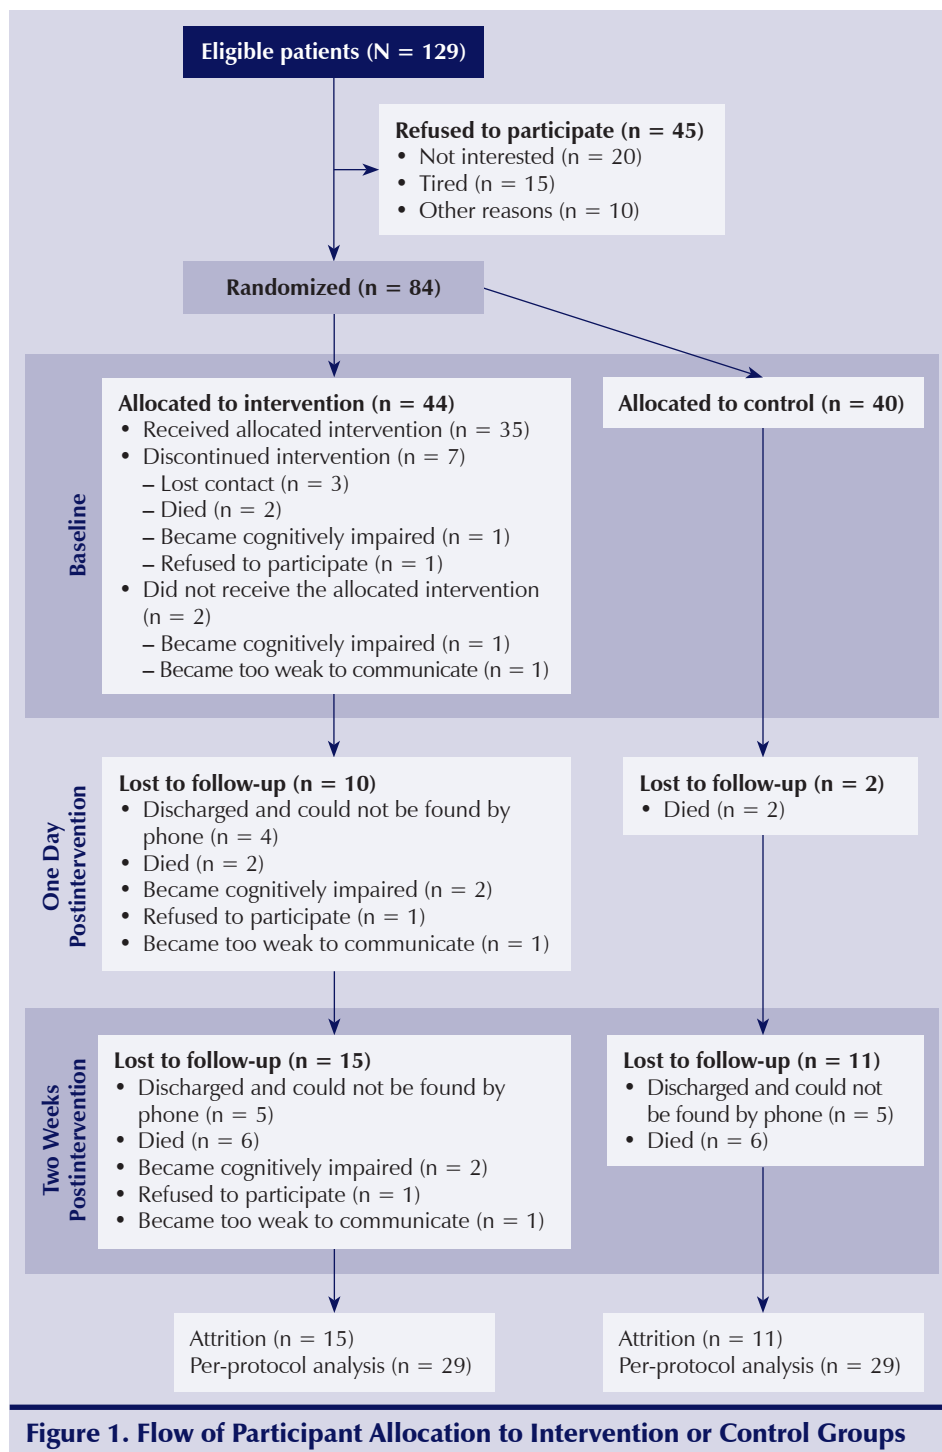 Eligible patients (N = 129)
Refused to participate (n = 45)
• Not interested (n = 20)
• Tired (n = 15)
• Other reasons (n = 10)
Randomized (n = 84)
Baseline
Allocated to intervention (n = 44)
• Received allocated intervention (n = 35)
• Discontinued intervention (n = 7)
– Lost contact (n = 3)
– Died (n = 2)
– Became cognitively impaired (n = 1)
– Refused to participate (n = 1)
• Did not receive the allocated intervention
(n = 2)
– Became cognitively impaired (n = 1)
– Became too weak to communicate (n = 1)
Allocated to control (n = 40)
One Day
Postintervention
Lost to follow-up (n = 10)
• Discharged and could not be found by
phone (n = 4)
• Died (n = 2)
• Became cognitively impaired (n = 2)
• Refused to participate (n = 1)
• Became too weak to communicate (n = 1)
Lost to follow-up (n = 2)
• Died (n = 2)
Two Weeks
Postintervention
Lost to follow-up (n = 15)
• Discharged and could not be found by
phone (n = 5)
• Died (n = 6)
• Became cognitively impaired (n = 2)
• Refused to participate (n = 1)
• Became too weak to communicate (n = 1)
Lost to follow-up (n = 11)
• Discharged and could not
be found by phone (n = 5)
• Died (n = 6)
Attrition (n = 15)
Per-protocol analysis (n = 29)
Attrition (n = 11)
Per-protocol analysis (n = 29)
Figure 1. Flow of Participant Allocation to Intervention or Control Groups